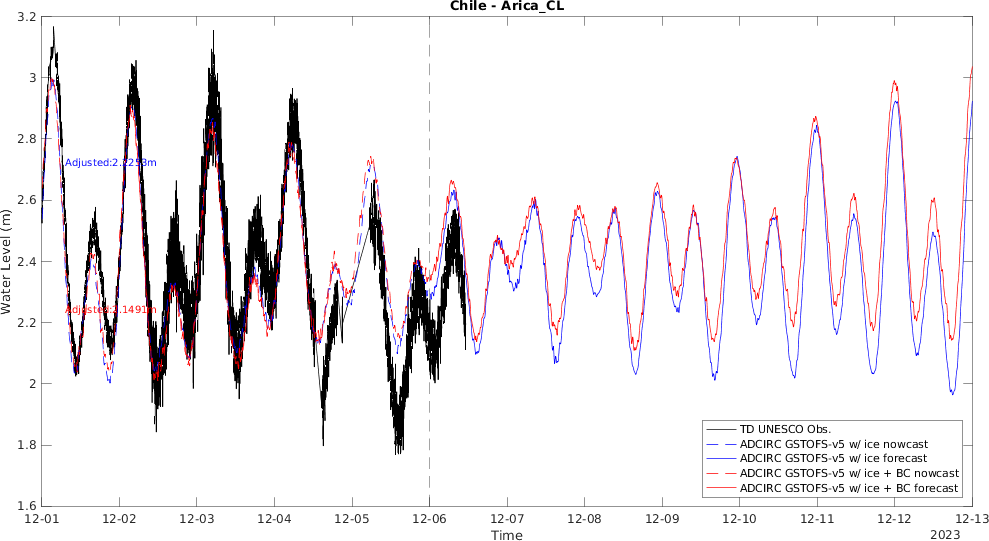 Chile - Arica_CL
Water Level (m)
3.2
3
2.8
2.6
2.4
2.2
2
1.8
1.6
Adjusted:2.2253m
Adjusted:2.1491m
TD UNESCO Obs.
ADCIRC GSTOFS-v5 w/ ice nowcast
ADCIRC GSTOFS-v5 w/ ice forecast
ADCIRC GSTOFS-v5 w/ ice + BC nowcast
ADCIRC GSTOFS-v5 w/ ice + BC forecast
12-01 12-02 12-03 12-04 12-05 12-06 12-07 12-08 12-09 12-10 12-11 12-12 12-13
Time
2023